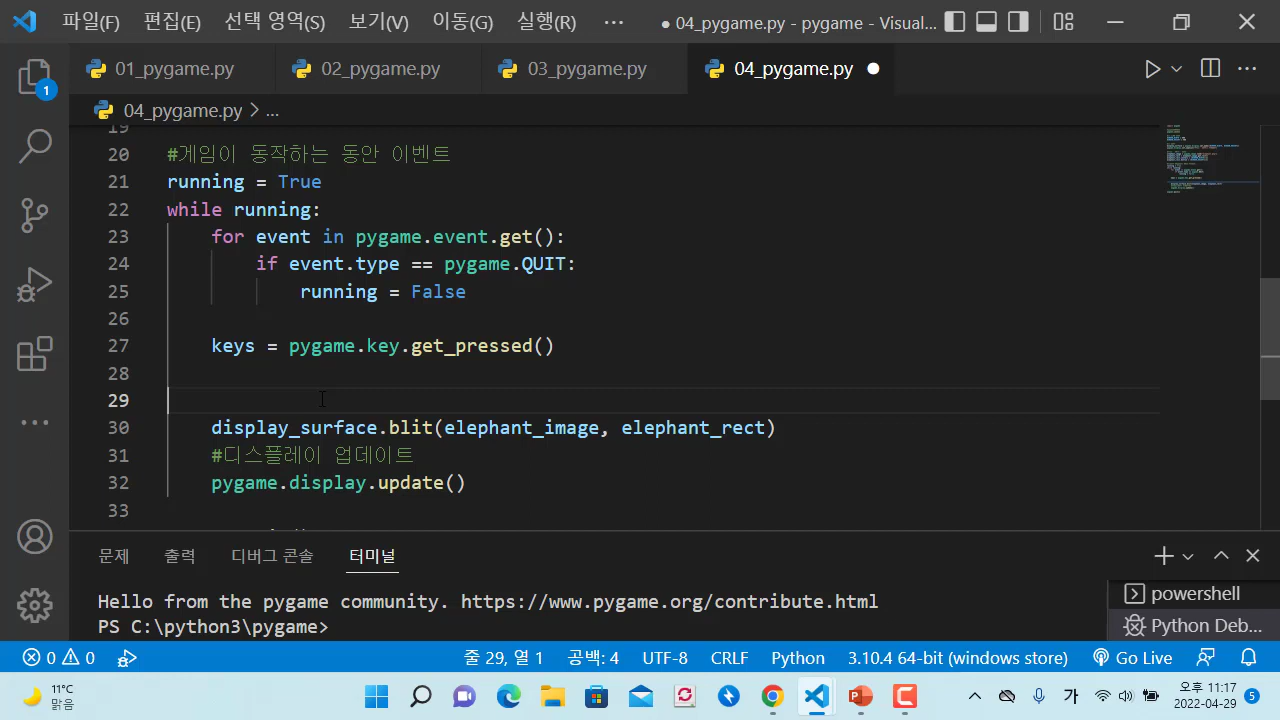 파일(F) 편집(E) 선택 영역(S) 보기(V) 이동(G) 실행(R) ··· ● 04_pygame.py - pygame - Visual...
01_pygame.py 02_pygame.py 03_pygame.py 04_pygame.py ●
04_pygame.py > ...
19
20 #게임이 동작하는 동안 이벤트
21 running = True
22 while running:
23 for event in pygame.event.get():
24 if event.type == pygame.QUIT:
25 running = False
26
27 keys = pygame.key.get_pressed()
28
29
30 display_surface.blit(elephant_image, elephant_rect)
31 #디스플레이 업데이트
32 pygame.display.update()
33
문제 출력 디버그 콘솔 터미널
Hello from the pygame community. https://www.pygame.org/contribute.html
PS C:\python3\pygame>
powershell
Python Deb...
1
0 0 줄 29, 열 1 공백: 4 UTF-8 CRLF Python 3.10.4 64-bit (windows store) Go Live
11°C
맑음
가
오후 11:17
2022-04-29
5